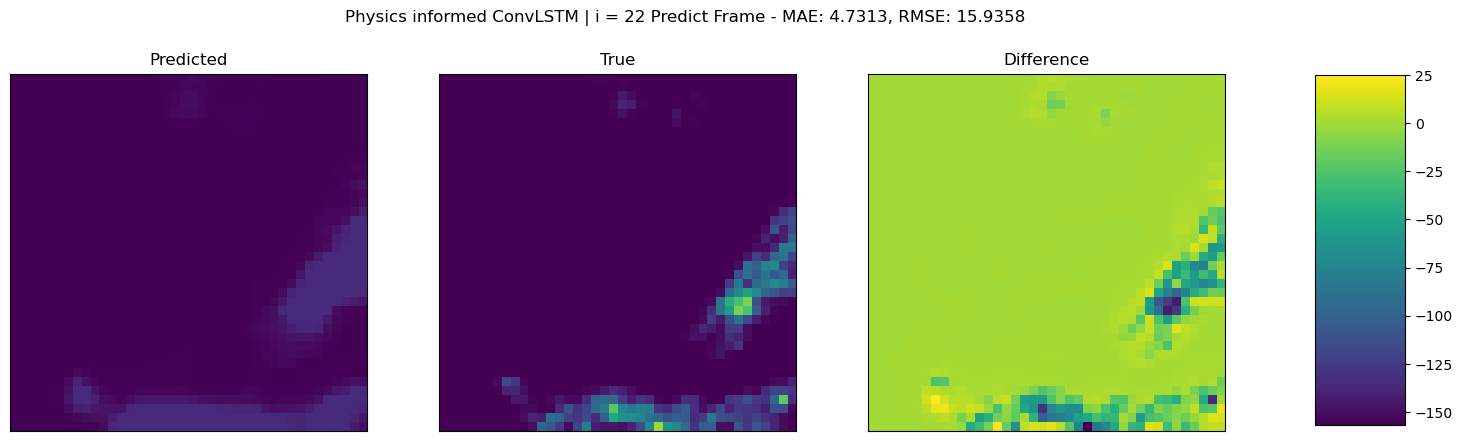 Physics informed ConvLSTM | i = 22 Predict Frame - MAE: 4.7313, RMSE: 15.9358
Predicted
True
Difference
25
0
−25
−50
−75
−100
−125
−150